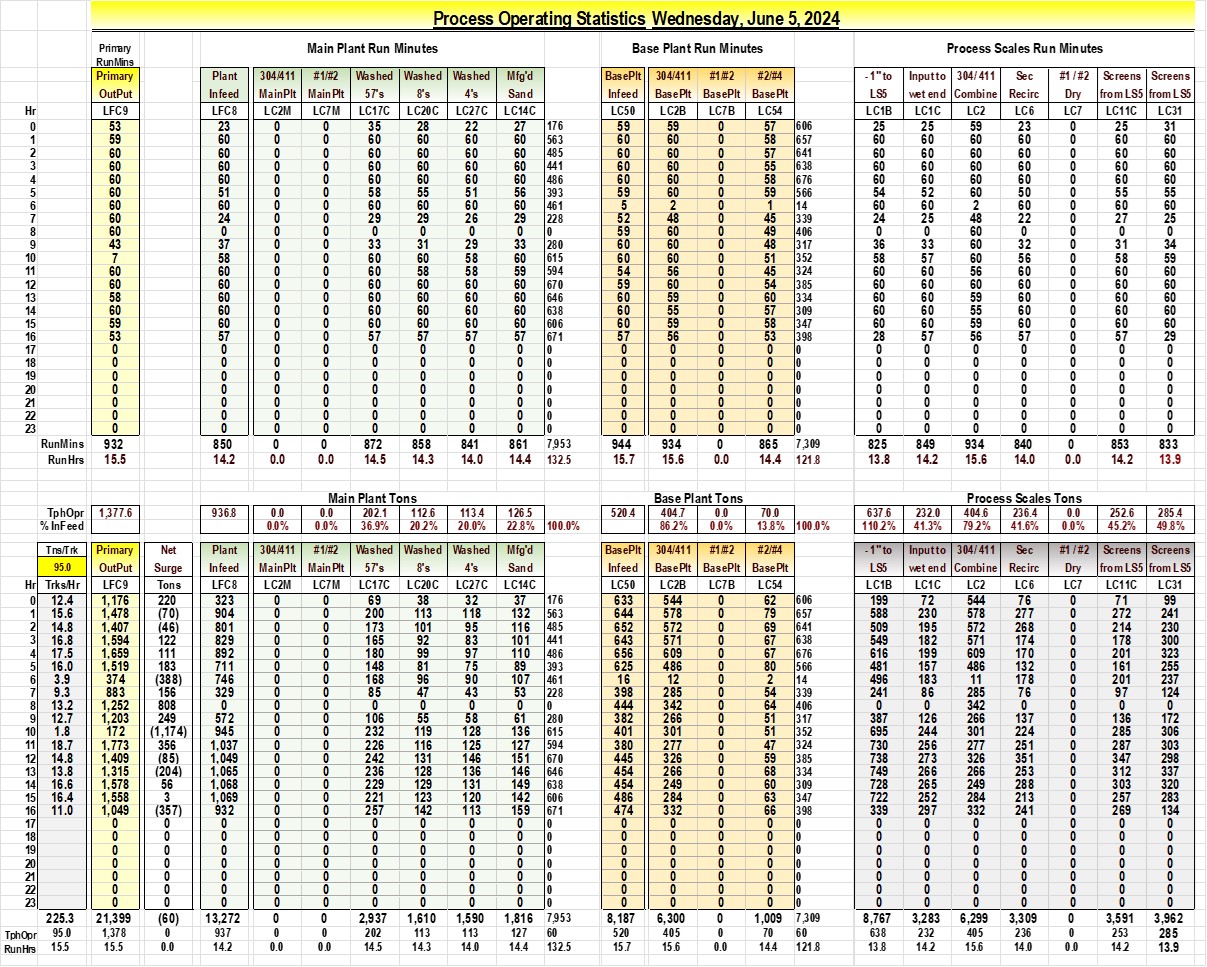 Process Operating Statistics Wednesday, June 5, 2024
Primary Main Plant Run Minutes Base Plant Run Minutes Process Scales Run Minutes
RunMins
Primary Plant 304/411 #1/#2 Washed Washed Washed Mfg'd BasePlt 304/411 #1/#2 #2/#4 - 1" to Input to 304/ 411 Sec #1 / #2 Screens Screens
OutPut Infeed MainPlt MainPlt 57's 8's 4's Sand Infeed BasePlt BasePlt BasePlt LS5 wet end Combine Recirc Dry from LS5 from LS5
Hr LFC9 LFC8 LC2M LC7M LC17C LC20C LC27C LC14C LC50 LC2B LC7B LC54 LC1B LC1C LC2 LC6 LC7 LC11C LC31
0 53 23 0 0 35 28 22 27 176 59 59 0 57 606 25 25 59 23 0 25 31
1 59 60 0 0 60 60 60 60 563 60 60 0 58 657 60 60 60 60 0 60 60
2 60 60 0 0 60 60 60 60 485 60 60 0 57 641 60 60 60 60 0 60 60
3 60 60 0 0 60 60 60 60 441 60 60 0 55 638 60 60 60 60 0 60 60
4 60 60 0 0 60 60 60 60 486 60 60 0 58 676 60 60 60 60 0 60 60
5 60 51 0 0 58 55 51 56 393 59 60 0 59 566 54 52 60 50 0 55 55
6 60 60 0 0 60 60 60 60 461 5 2 0 1 14 60 60 2 60 0 60 60
7 60 24 0 0 29 29 26 29 228 52 48 0 45 339 24 25 48 22 0 27 25
8 60 0 0 0 0 0 0 0 0 59 60 0 49 406 0 0 60 0 0 0 0
9 43 37 0 0 33 31 29 33 280 60 60 0 48 317 36 33 60 32 0 31 34
10 7 58 0 0 60 60 58 60 615 60 60 0 51 352 58 57 60 56 0 58 59
11 60 60 0 0 60 58 58 59 594 54 56 0 45 324 60 60 56 60 0 60 60
12 60 60 0 0 60 60 60 60 670 59 60 0 54 385 60 60 60 60 0 60 60
13 58 60 0 0 60 60 60 60 646 60 59 0 60 334 60 60 59 60 0 60 60
14 60 60 0 0 60 60 60 60 638 60 55 0 57 309 60 60 55 60 0 60 60
15 59 60 0 0 60 60 60 60 606 60 59 0 58 347 60 60 59 60 0 60 60
16 53 57 0 0 57 57 57 57 671 57 56 0 53 398 28 57 56 57 0 57 29
17 0 0 0 0 0 0 0 0 0 0 0 0 0 0 0 0 0 0 0 0 0
18 0 0 0 0 0 0 0 0 0 0 0 0 0 0 0 0 0 0 0 0 0
19 0 0 0 0 0 0 0 0 0 0 0 0 0 0 0 0 0 0 0 0 0
20 0 0 0 0 0 0 0 0 0 0 0 0 0 0 0 0 0 0 0 0 0
21 0 0 0 0 0 0 0 0 0 0 0 0 0 0 0 0 0 0 0 0 0
22 0 0 0 0 0 0 0 0 0 0 0 0 0 0 0 0 0 0 0 0 0
23 0 0 0 0 0 0 0 0 0 0 0 0 0 0 0 0 0 0 0 0 0
RunMins 932 850 0 0 872 858 841 861 7,953 944 934 0 865 7,309 825 849 934 840 0 853 833
Run Hrs 15.5 14.2 0.0 0.0 14.5 14.3 14.0 14.4 132.5 15.7 15.6 0.0 14.4 121.8 13.8 14.2 15.6 14.0 0.0 14.2 13.9
Main Plant Tons Base Plant Tons Process Scales Tons
TphOpr 1,377.6 936.8 0.0 0.0 202.1 112.6 113.4 126.5 520.4 404.7 0.0 70.0 637.6 232.0 404.6 236.4 0.0 252.6 285.4
% InFeed 0.0% 0.0% 36.9% 20.2% 20.0% 22.8% 100.0% 86.2% 0.0% 13.8% 100.0% 110.2% 41.3% 79.2% 41.6% 0.0% 45.2% 49.8%
Tns/Trk Primary Net Plant 304/411 #1/#2 Washed Washed Washed Mfg'd BasePlt 304/411 #1/#2 #2/#4 - 1" to Input to 304/ 411 Sec #1 / #2 Screens Screens
95.0 OutPut Surge Infeed MainPlt MainPlt 57's 8's 4's Sand Infeed BasePlt BasePlt BasePlt LS5 wet end Combine Recirc Dry from LS5 from LS5
Hr Trks/Hr LFC9 Tons LFC8 LC2M LC7M LC17C LC20C LC27C LC14C LC50 LC2B LC7B LC54 LC1B LC1C LC2 LC6 LC7 LC11C LC31
0 12.4 1,176 220 323 0 0 69 38 32 37 176 633 544 0 62 606 199 72 544 76 0 71 99
1 15.6 1,478 (70) 904 0 0 200 113 118 132 563 644 578 0 79 657 588 230 578 277 0 272 241
2 14.8 1,407 (46) 801 0 0 173 101 95 116 485 652 572 0 69 641 509 195 572 268 0 214 230
3 16.8 1,594 122 829 0 0 165 92 83 101 441 643 571 0 67 638 549 182 571 174 0 178 300
4 17.5 1,659 111 892 0 0 180 99 97 110 486 656 609 0 67 676 616 199 609 170 0 201 323
5 16.0 1,519 183 711 0 0 148 81 75 89 393 625 486 0 80 566 481 157 486 132 0 161 255
6 3.9 374 (388) 746 0 0 168 96 90 107 461 16 12 0 2 14 496 183 11 178 0 201 237
7 9.3 883 156 329 0 0 85 47 43 53 228 398 285 0 54 339 241 86 285 76 0 97 124
8 13.2 1,252 808 0 0 0 0 0 0 0 0 444 342 0 64 406 0 0 342 0 0 0 0
9 12.7 1,203 249 572 0 0 106 55 58 61 280 382 266 0 51 317 387 126 266 137 0 136 172
10 1.8 172 (1,174) 945 0 0 232 119 128 136 615 401 301 0 51 352 695 244 301 224 0 285 306
11 18.7 1,773 356 1,037 0 0 226 116 125 127 594 380 277 0 47 324 730 256 277 251 0 287 303
12 14.8 1,409 (85) 1,049 0 0 242 131 146 151 670 445 326 0 59 385 738 273 326 351 0 347 298
13 13.8 1,315 (204) 1,065 0 0 236 128 136 146 646 454 266 0 68 334 749 266 266 253 0 312 337
14 16.6 1,578 56 1,068 0 0 229 129 131 149 638 454 249 0 60 309 728 265 249 288 0 303 320
15 16.4 1,558 3 1,069 0 0 221 123 120 142 606 486 284 0 63 347 722 252 284 213 0 257 283
16 11.0 1,049 (357) 932 0 0 257 142 113 159 671 474 332 0 66 398 339 297 332 241 0 269 134
17 0 0 0 0 0 0 0 0 0 0 0 0 0 0 0 0 0 0 0 0 0 0
18 0 0 0 0 0 0 0 0 0 0 0 0 0 0 0 0 0 0 0 0 0 0
19 0 0 0 0 0 0 0 0 0 0 0 0 0 0 0 0 0 0 0 0 0 0
20 0 0 0 0 0 0 0 0 0 0 0 0 0 0 0 0 0 0 0 0 0 0
21 0 0 0 0 0 0 0 0 0 0 0 0 0 0 0 0 0 0 0 0 0 0
22 0 0 0 0 0 0 0 0 0 0 0 0 0 0 0 0 0 0 0 0 0 0
23 0 0 0 0 0 0 0 0 0 0 0 0 0 0 0 0 0 0 0 0 0 0
225.3 21,399 (60) 13,272 0 0 2,937 1,610 1,590 1,816 7,953 8,187 6,300 0 1,009 7,309 8,767 3,283 6,299 3,309 0 3,591 3,962
TphOpr 95.0 1,378 0 937 0 0 202 113 113 127 60 520 405 0 70 60 638 232 405 236 0 253 285
RunHrs 15.5 15.5 0.0 14.2 0.0 0.0 14.5 14.3 14.0 14.4 132.5 15.7 15.6 0.0 14.4 121.8 13.8 14.2 15.6 14.0 0.0 14.2 13.9